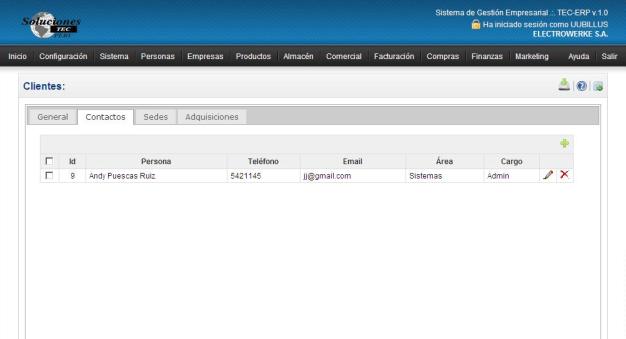 Soluciones
TEC
PERÚ
Sistema de Gestión Empresarial .:. TEC-ERP v.1.0
Ha iniciado sesión como UUBILLUS
ELECTROWERKE S.A.
Inicio Configuración Sistema Personas Empresas Productos Almacén Comercial Facturación Compras Finanzas Marketing Ayuda Salir
Clientes:
General Contactos Sedes Adquisiciones
Id Persona Teléfono Email Área Cargo
9 Andy Puescas Ruiz 5421145 jj@gmail.com Sistemas Admin